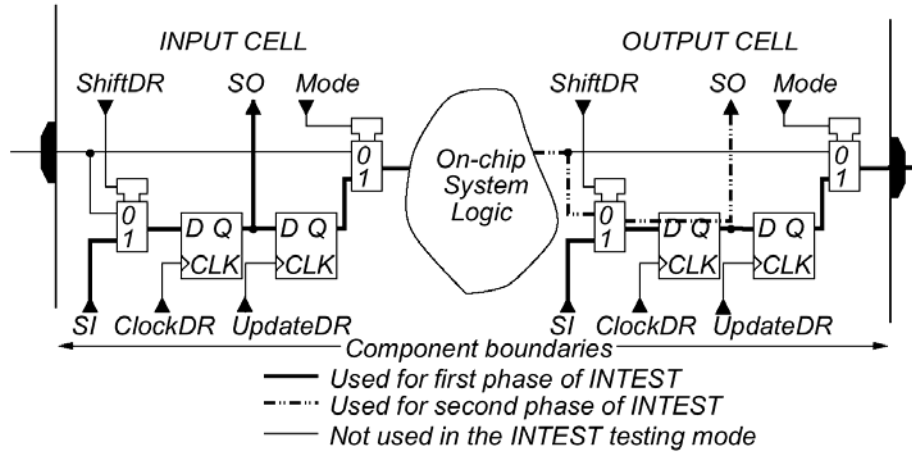 INPUT CELL OUTPUT CELL
ShiftDR SO Mode ShiftDR SO Mode
0
1
On-chip
System
Logic
0
1
0
1
D Q
CLK
D Q
CLK
0
1
D Q
CLK
D Q
CLK
SI ClockDR UpdateDR SI ClockDR UpdateDR
Component boundaries
Used for first phase of INTEST
Used for second phase of INTEST
Not used in the INTEST testing mode